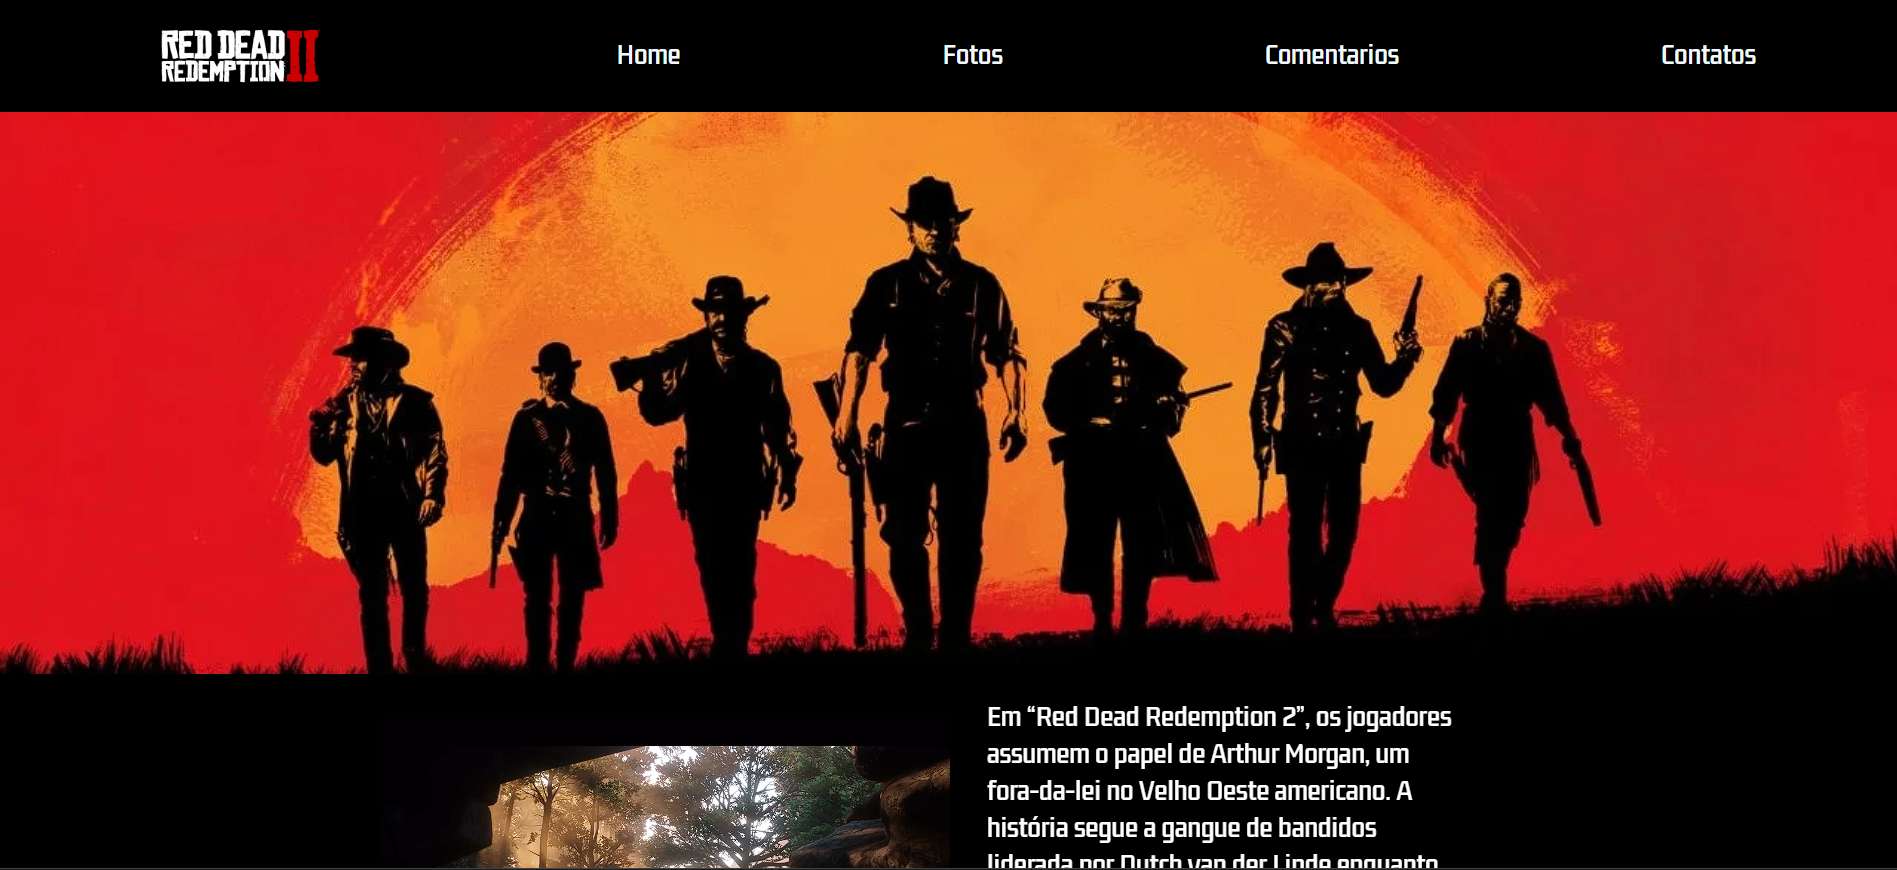 RED DEAD
REDEMPTION II
Home
Fotos
Comentarios
Contatos
Em “Red Dead Redemption 2”, os jogadores
assumem o papel de Arthur Morgan, um
fora-da-lei no Velho Oeste americano. A
história segue a gangue de bandidos
liderada por Dutch van der Linde enquanto